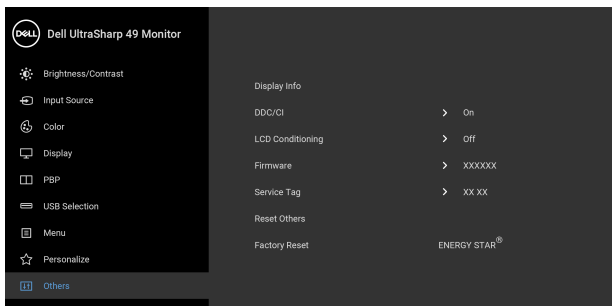 DELL Dell UltraSharp 49 Monitor
Brightness/Contrast
Input Source
Color
Display
PBP
USB Selection
Menu
Personalize
Others
Display Info
DDC/CI > On
LCD Conditioning > Off
Firmware > XXXXXX
Service Tag > XX XX
Reset Others
Factory Reset ENERGY STAR®